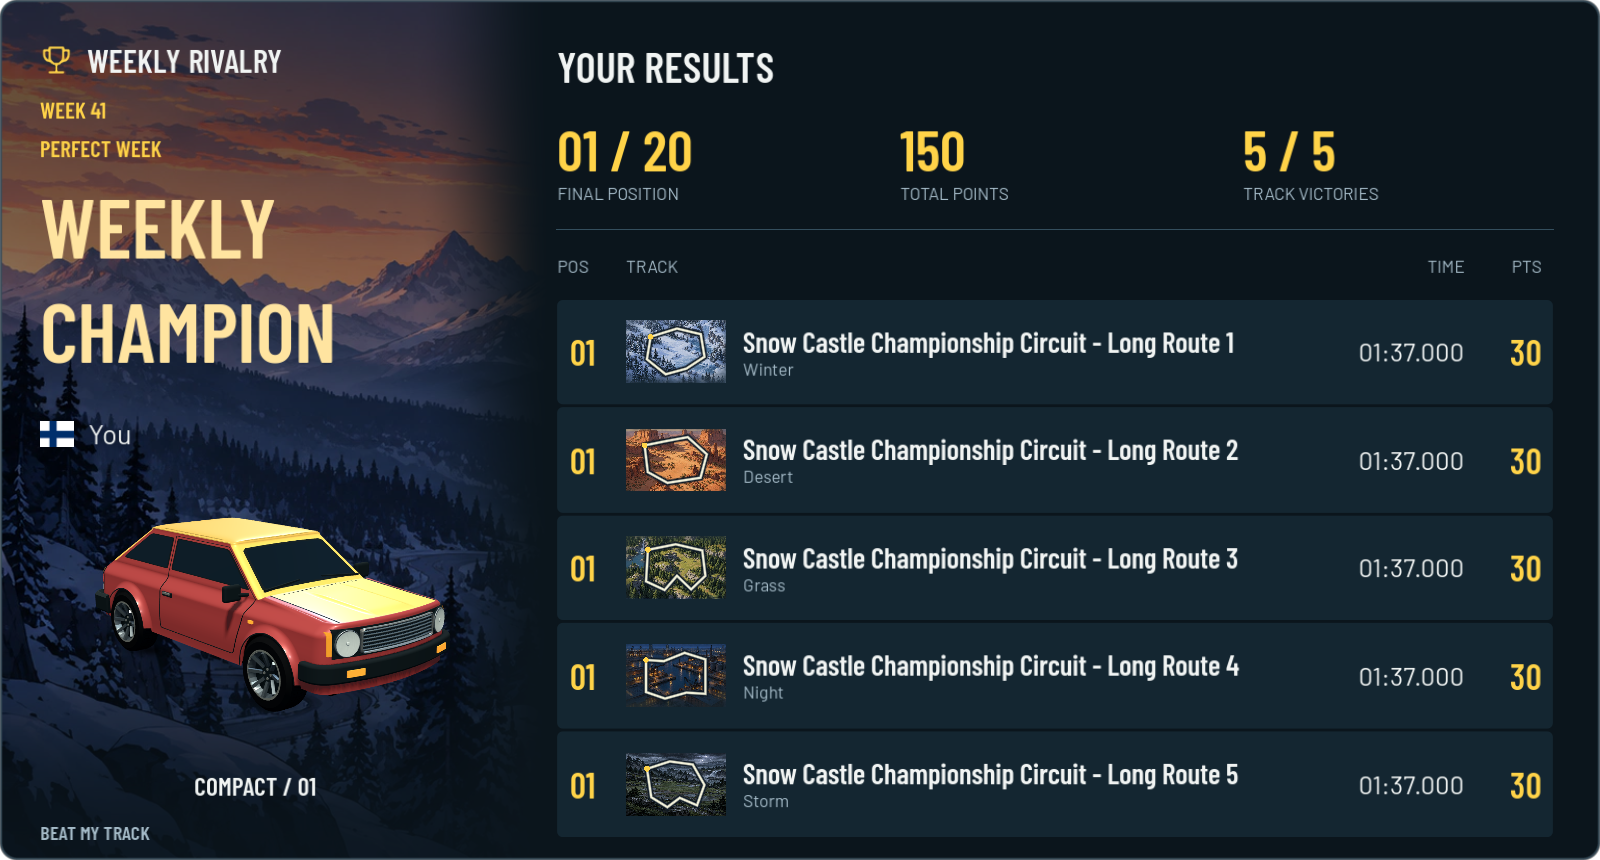 WEEKLY RIVALRY
WEEK 41
PERFECT WEEK
WEEKLY
CHAMPION
You
COMPACT / 01
BEAT MY TRACK
YOUR RESULTS
01 / 20 150 5 / 5
FINAL POSITION TOTAL POINTS TRACK VICTORIES
POS TRACK TIME PTS
01 Snow Castle Championship Circuit - Long Route 1 01:37.000 30
Winter
01 Snow Castle Championship Circuit - Long Route 2 01:37.000 30
Desert
01 Snow Castle Championship Circuit - Long Route 3 01:37.000 30
Grass
01 Snow Castle Championship Circuit - Long Route 4 01:37.000 30
Night
01 Snow Castle Championship Circuit - Long Route 5 01:37.000 30
Storm